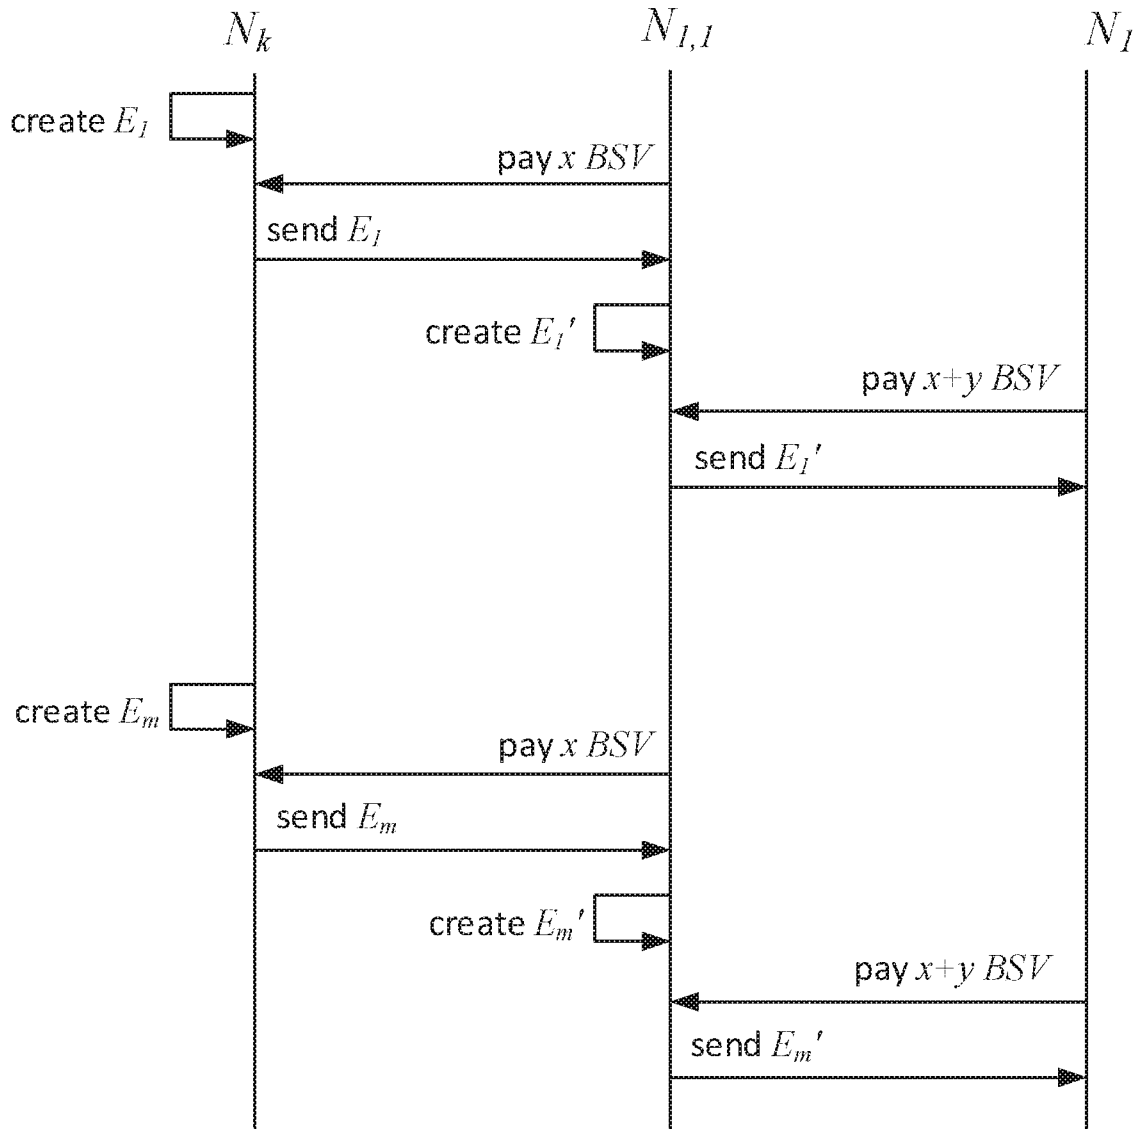 N_k N_{1,1} N_1
create E_1
pay x BSV
send E_1
create E_1'
pay x+y BSV
send E_1'
create E_m
pay x BSV
send E_m
create E_m'
pay x+y BSV
send E_m'